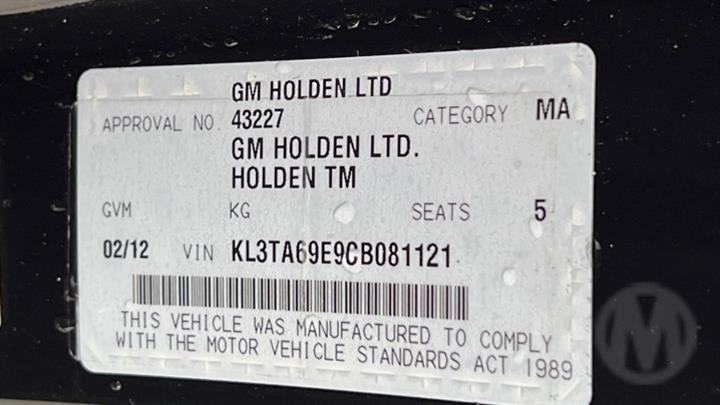 GM HOLDEN LTD
APPROVAL NO. 43227 CATEGORY MA
GM HOLDEN LTD.
HOLDEN TM
GVM KG SEATS 5
02/12 VIN KL3TA69E9CB081121
THIS VEHICLE WAS MANUFACTURED TO COMPLY
WITH THE MOTOR VEHICLE STANDARDS ACT 1989
M